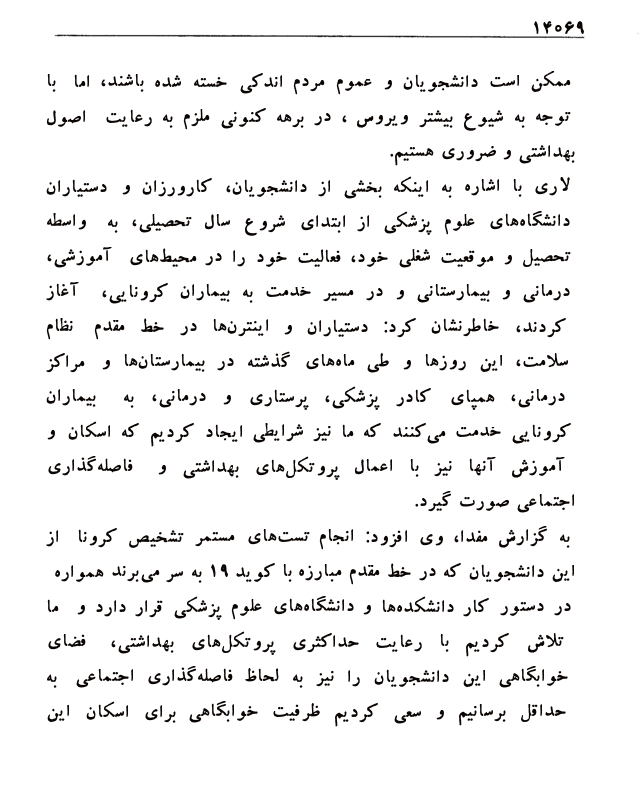 ۱۴۰۶۹
ممکن است دانشجویان و عموم مردم اندکی خسته شده باشند، اما با
توجه به شیوع بیشتر ویروس ، در برهه کنونی ملزم به رعایت اصول
بهداشتی و ضروری هستیم.
لاری با اشاره به اینکه بخشی از دانشجویان، کارورزان و دستیاران
دانشگاه‌های علوم پزشکی از ابتدای شروع سال تحصیلی، به واسطه
تحصیل و موقعیت شغلی خود، فعالیت خود را در محیط‌های آموزشی،
درمانی و بیمارستانی و در مسیر خدمت به بیماران کرونایی، آغاز
کردند، خاطرنشان کرد: دستیاران و اینترن‌ها در خط مقدم نظام
سلامت، این روزها و طی ماه‌های گذشته در بیمارستان‌ها و مراکز
درمانی، همپای کادر پزشکی، پرستاری و درمانی، به بیماران
کرونایی خدمت می‌کنند که ما نیز شرایطی ایجاد کردیم که اسکان و
آموزش آنها نیز با اعمال پروتکل‌های بهداشتی و فاصله‌گذاری
اجتماعی صورت گیرد.
به گزارش مفدا، وی افزود: انجام تست‌های مستمر تشخیص کرونا از
این دانشجویان که در خط مقدم مبارزه با کوید ۱۹ به سر می‌برند همواره
در دستور کار دانشکده‌ها و دانشگاه‌های علوم پزشکی قرار دارد و ما
تلاش کردیم با رعایت حداکثری پروتکل‌های بهداشتی، فضای
خوابگاهی این دانشجویان را نیز به لحاظ فاصله‌گذاری اجتماعی به
حداقل برسانیم و سعی کردیم ظرفیت خوابگاهی برای اسکان این